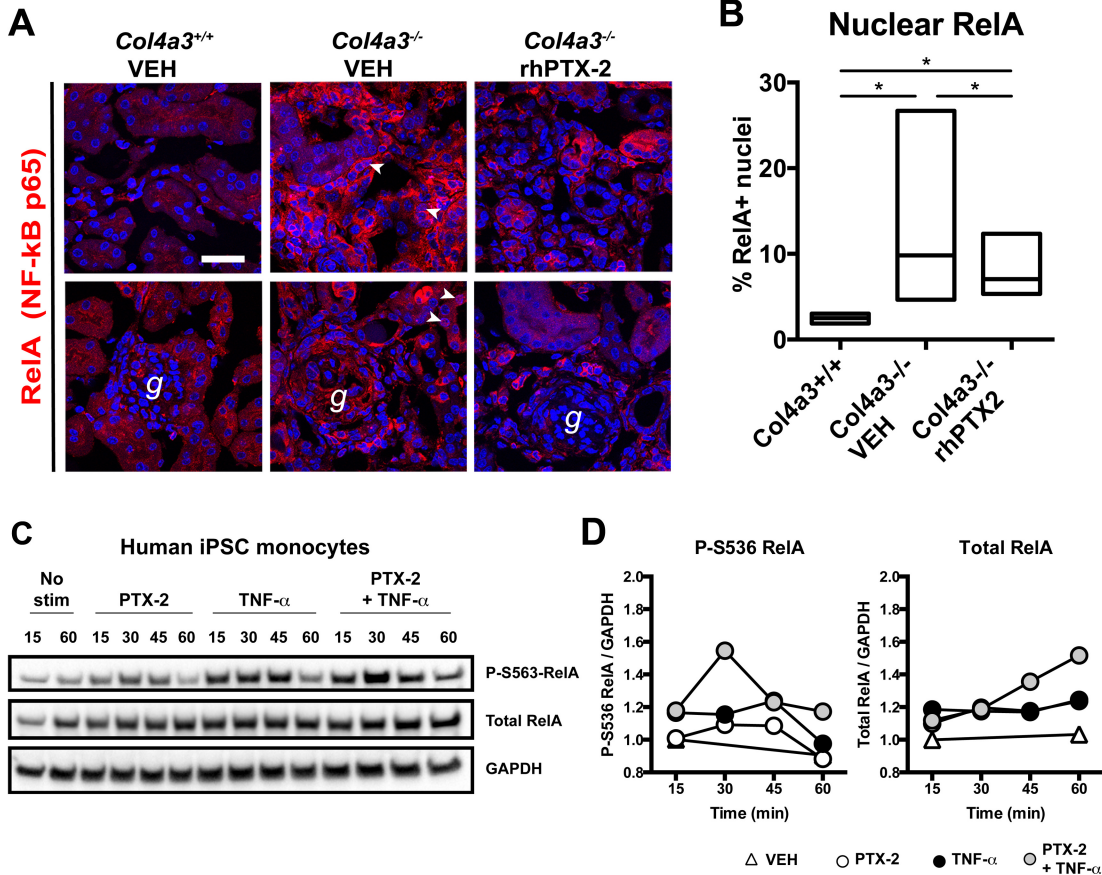 A
Col4a3+/+
VEH
Col4a3-/-
VEH
Col4a3-/-
rhPTX-2
RelA (NF-kB p65)
g
g
g
B
Nuclear RelA
% RelA+ nuclei
30
20
10
0
*
*
*
Col4a3+/+
Col4a3-/-
VEH
Col4a3-/-
rhPTX2
C
Human iPSC monocytes
No
stim
PTX-2
TNF-α
PTX-2
+ TNF-α
15 60 15 30 45 60 15 30 45 60 15 30 45 60
P-S563-RelA
Total RelA
GAPDH
D
P-S536 RelA
P-S536 RelA / GAPDH
2.0
1.8
1.6
1.4
1.2
1.0
0.8
15 30 45 60
Time (min)
Total RelA
Total RelA / GAPDH
2.0
1.8
1.6
1.4
1.2
1.0
0.8
15 30 45 60
Time (min)
VEH
PTX-2
TNF-α
PTX-2
+ TNF-α